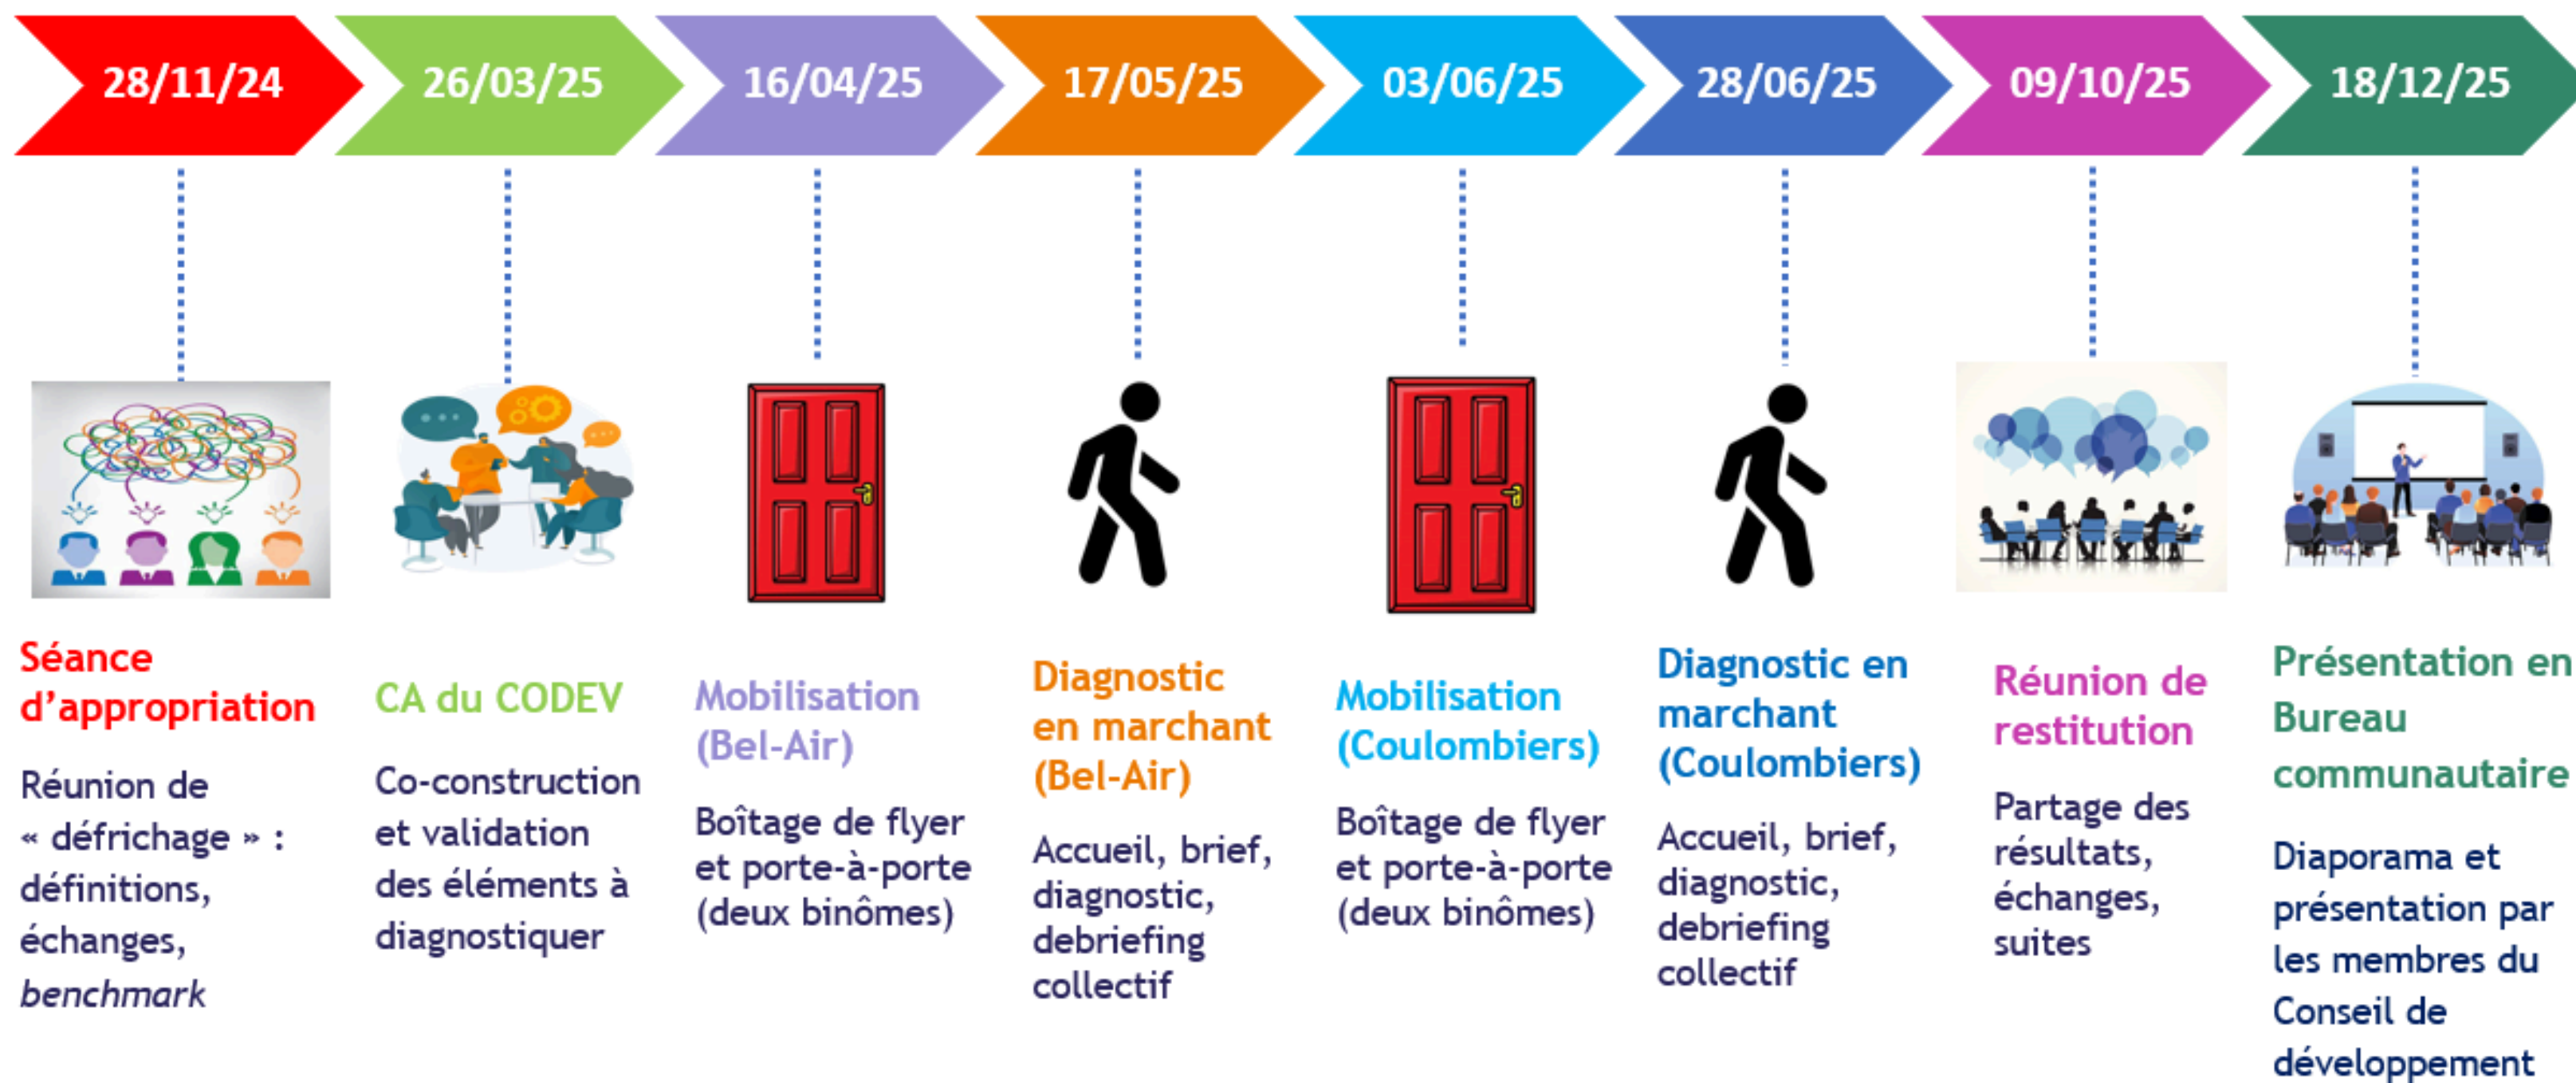 28/11/24
26/03/25
16/04/25
17/05/25
03/06/25
28/06/25
09/10/25
18/12/25
Séance
d’appropriation
Réunion de
« défrichage » :
définitions,
échanges,
benchmark
CA du CODEV
Co-construction
et validation
des éléments à
diagnostiquer
Mobilisation
(Bel-Air)
Boîtage de flyer
et porte-à-porte
(deux binômes)
Diagnostic
en marchant
(Bel-Air)
Accueil, brief,
diagnostic,
debriefing
collectif
Mobilisation
(Coulombiers)
Boîtage de flyer
et porte-à-porte
(deux binômes)
Diagnostic en
marchant
(Coulombiers)
Accueil, brief,
diagnostic,
debriefing
collectif
Réunion de
restitution
Partage des
résultats,
échanges,
suites
Présentation en
Bureau
communautaire
Diaporama et
présentation par
les membres du
Conseil de
développement